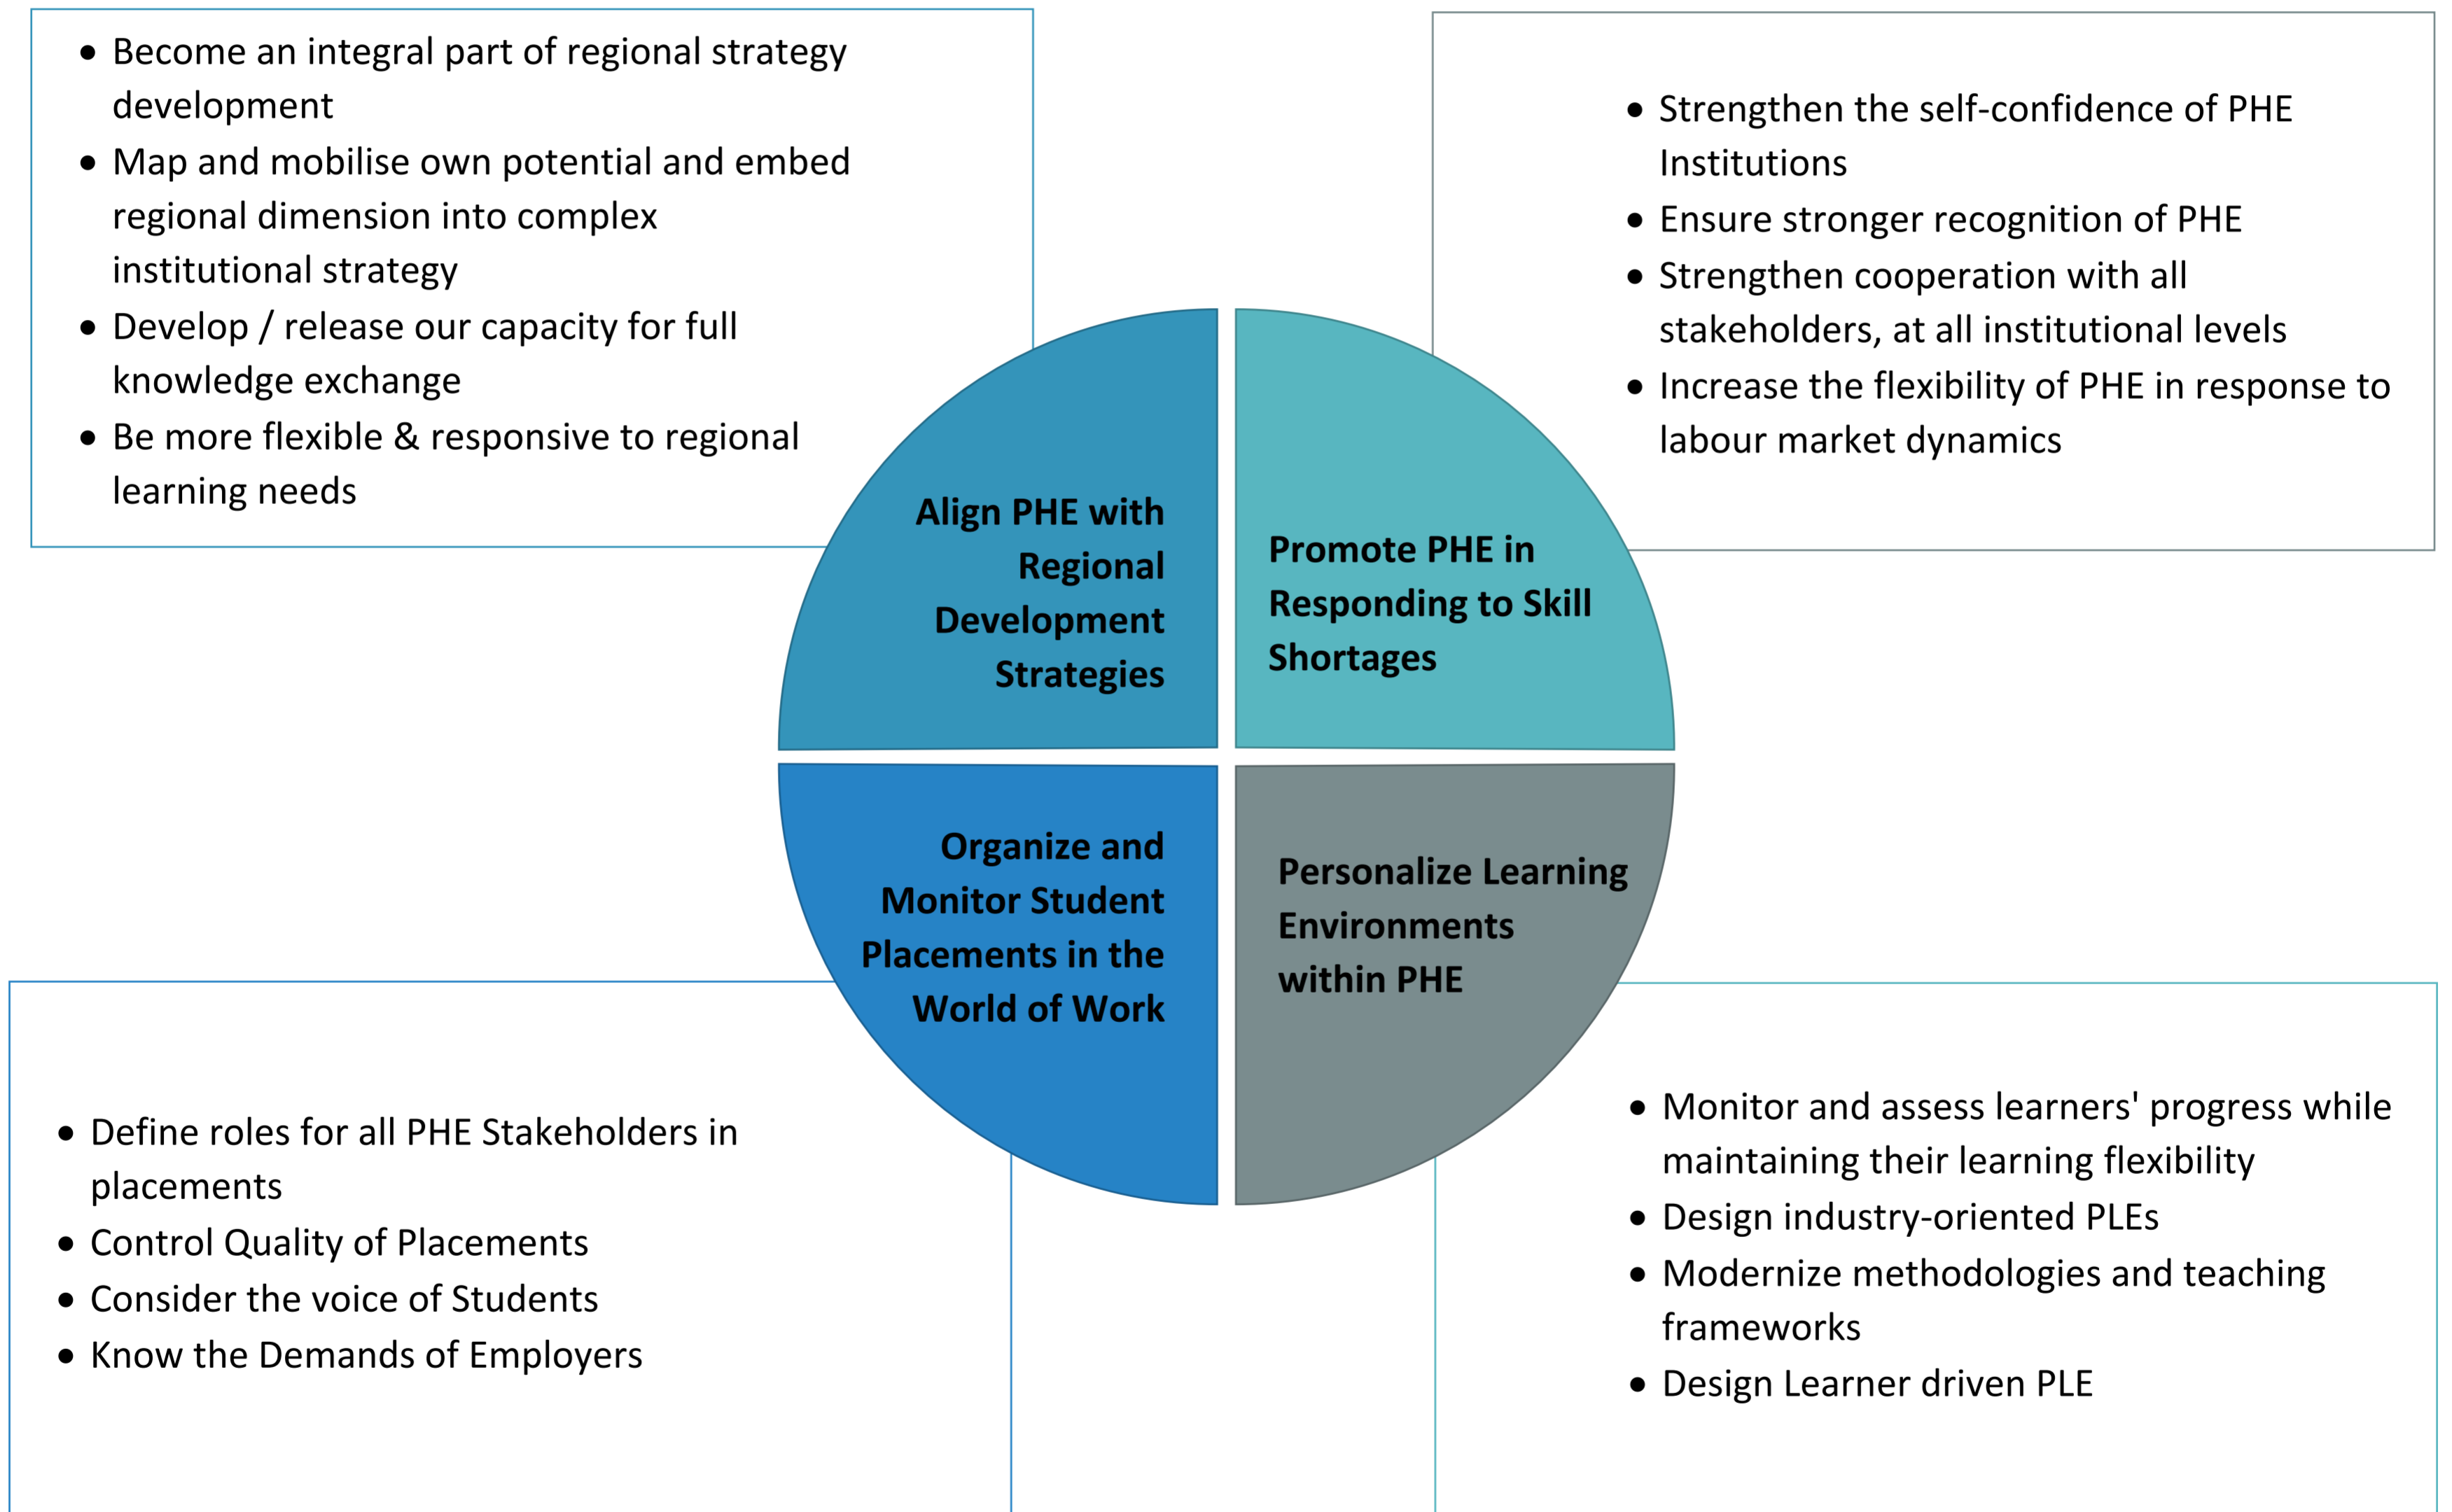 • Become an integral part of regional strategy
development
• Map and mobilise own potential and embed
regional dimension into complex
institutional strategy
• Develop / release our capacity for full
knowledge exchange
• Be more flexible & responsive to regional
learning needs
• Strengthen the self-confidence of PHE
Institutions
• Ensure stronger recognition of PHE
• Strengthen cooperation with all
stakeholders, at all institutional levels
• Increase the flexibility of PHE in response to
labour market dynamics
Align PHE with
Regional
Development
Strategies
Promote PHE in
Responding to Skill
Shortages
Organize and
Monitor Student
Placements in the
World of Work
Personalize Learning
Environments
within PHE
• Define roles for all PHE Stakeholders in
placements
• Control Quality of Placements
• Consider the voice of Students
• Know the Demands of Employers
• Monitor and assess learners' progress while
maintaining their learning flexibility
• Design industry-oriented PLEs
• Modernize methodologies and teaching
frameworks
• Design Learner driven PLE